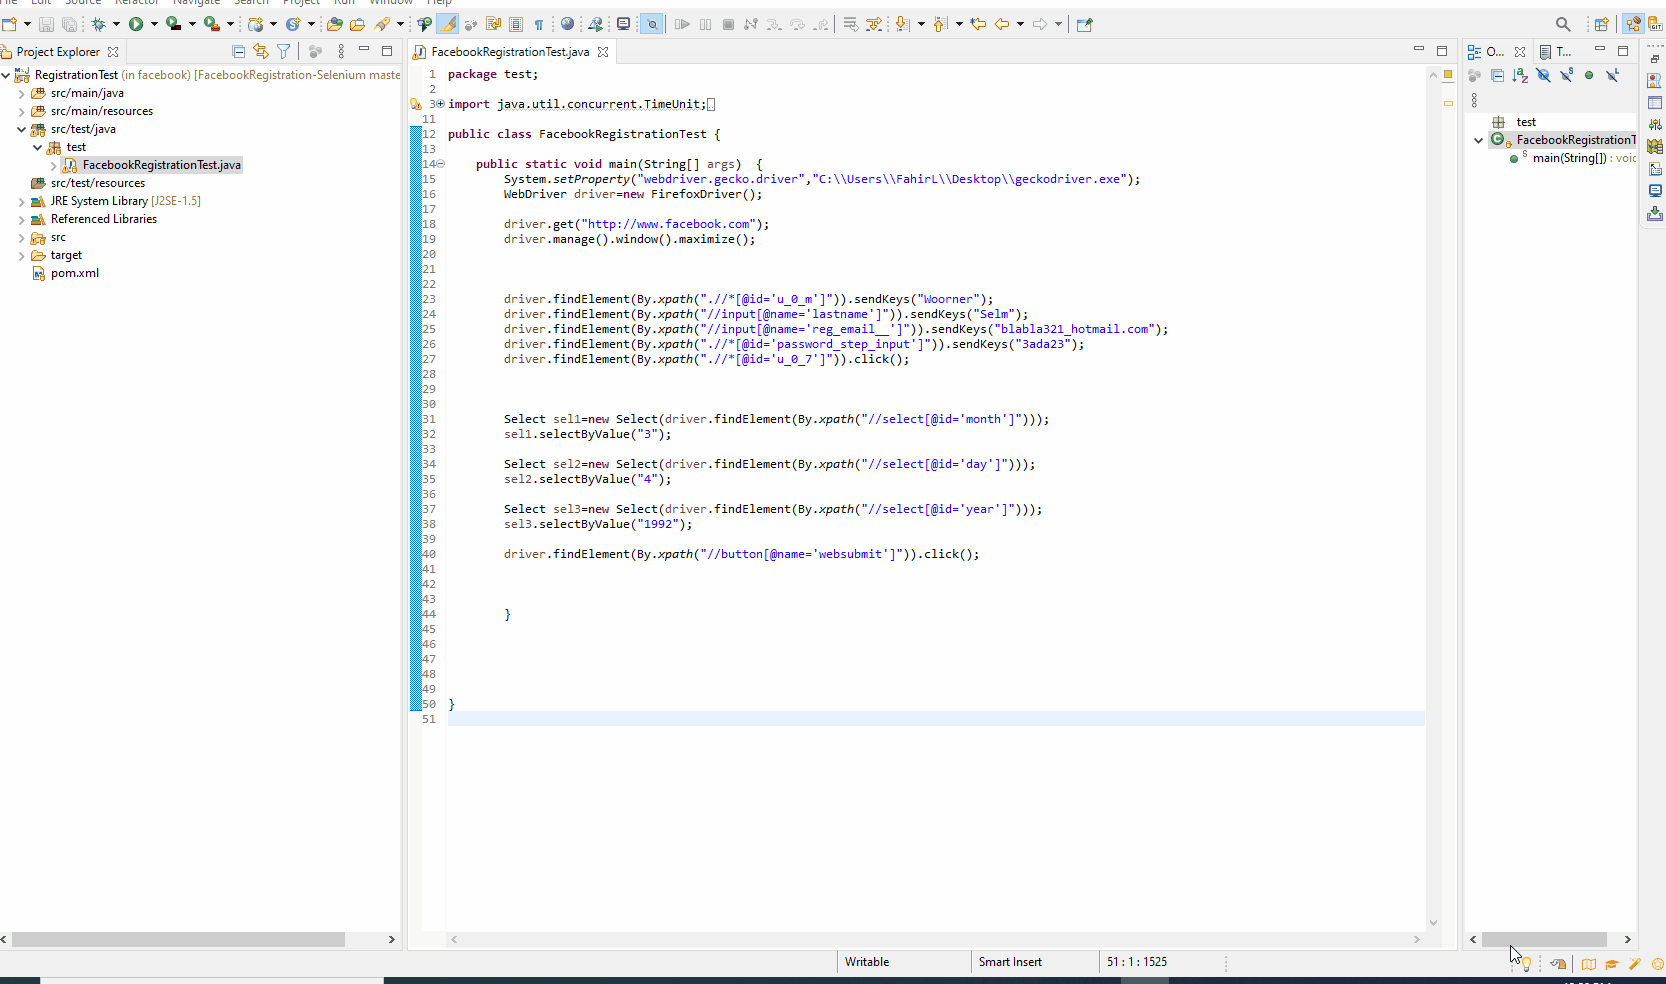 File Edit Source Refactor Navigate Search Project Run Window Help
Project Explorer
RegistrationTest (in facebook) [FacebookRegistration-Selenium maste
src/main/java
src/main/resources
src/test/java
test
FacebookRegistrationTest.java
src/test/resources
JRE System Library [J2SE-1.5]
Referenced Libraries
src
target
pom.xml
FacebookRegistrationTest.java
1 package test;
2
3 import java.util.concurrent.TimeUnit;
11
12 public class FacebookRegistrationTest {
13
14 public static void main(String[] args) {
15 System.setProperty("webdriver.gecko.driver","C:\\Users\\FahirL\\Desktop\\geckodriver.exe");
16 WebDriver driver=new FirefoxDriver();
17
18 driver.get("http://www.facebook.com");
19 driver.manage().window().maximize();
20
21
22
23 driver.findElement(By.xpath(".//*[@id='u_0_m']")).sendKeys("Woorner");
24 driver.findElement(By.xpath("//input[@name='lastname']")).sendKeys("Selm");
25 driver.findElement(By.xpath("//input[@name='reg_email__']")).sendKeys("blabla321_hotmail.com");
26 driver.findElement(By.xpath(".//*[@id='password_step_input']")).sendKeys("3ada23");
27 driver.findElement(By.xpath(".//*[@id='u_0_7']")).click();
28
29
30
31 Select sel1=new Select(driver.findElement(By.xpath("//select[@id='month']")));
32 sel1.selectByValue("3");
33
34 Select sel2=new Select(driver.findElement(By.xpath("//select[@id='day']")));
35 sel2.selectByValue("4");
36
37 Select sel3=new Select(driver.findElement(By.xpath("//select[@id='year']")));
38 sel3.selectByValue("1992");
39
40 driver.findElement(By.xpath("//button[@name='websubmit']")).click();
41
42
43
44 }
45
46
47
48
49
50 }
51
O... T...
test
FacebookRegistrationT
main(String[]) : voic
Writable Smart Insert 51 : 1 : 1525